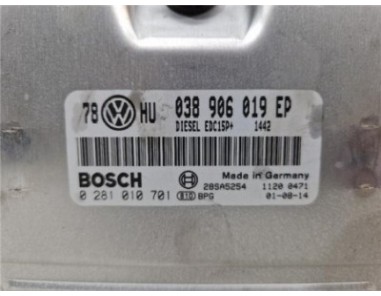 78 VW HU 038 906 019 EP
DIESEL EDC15P+ 1442
BOSCH Made in Germany
28SA5254 1120 0471
0 281 010 701 BPG 01-08-14